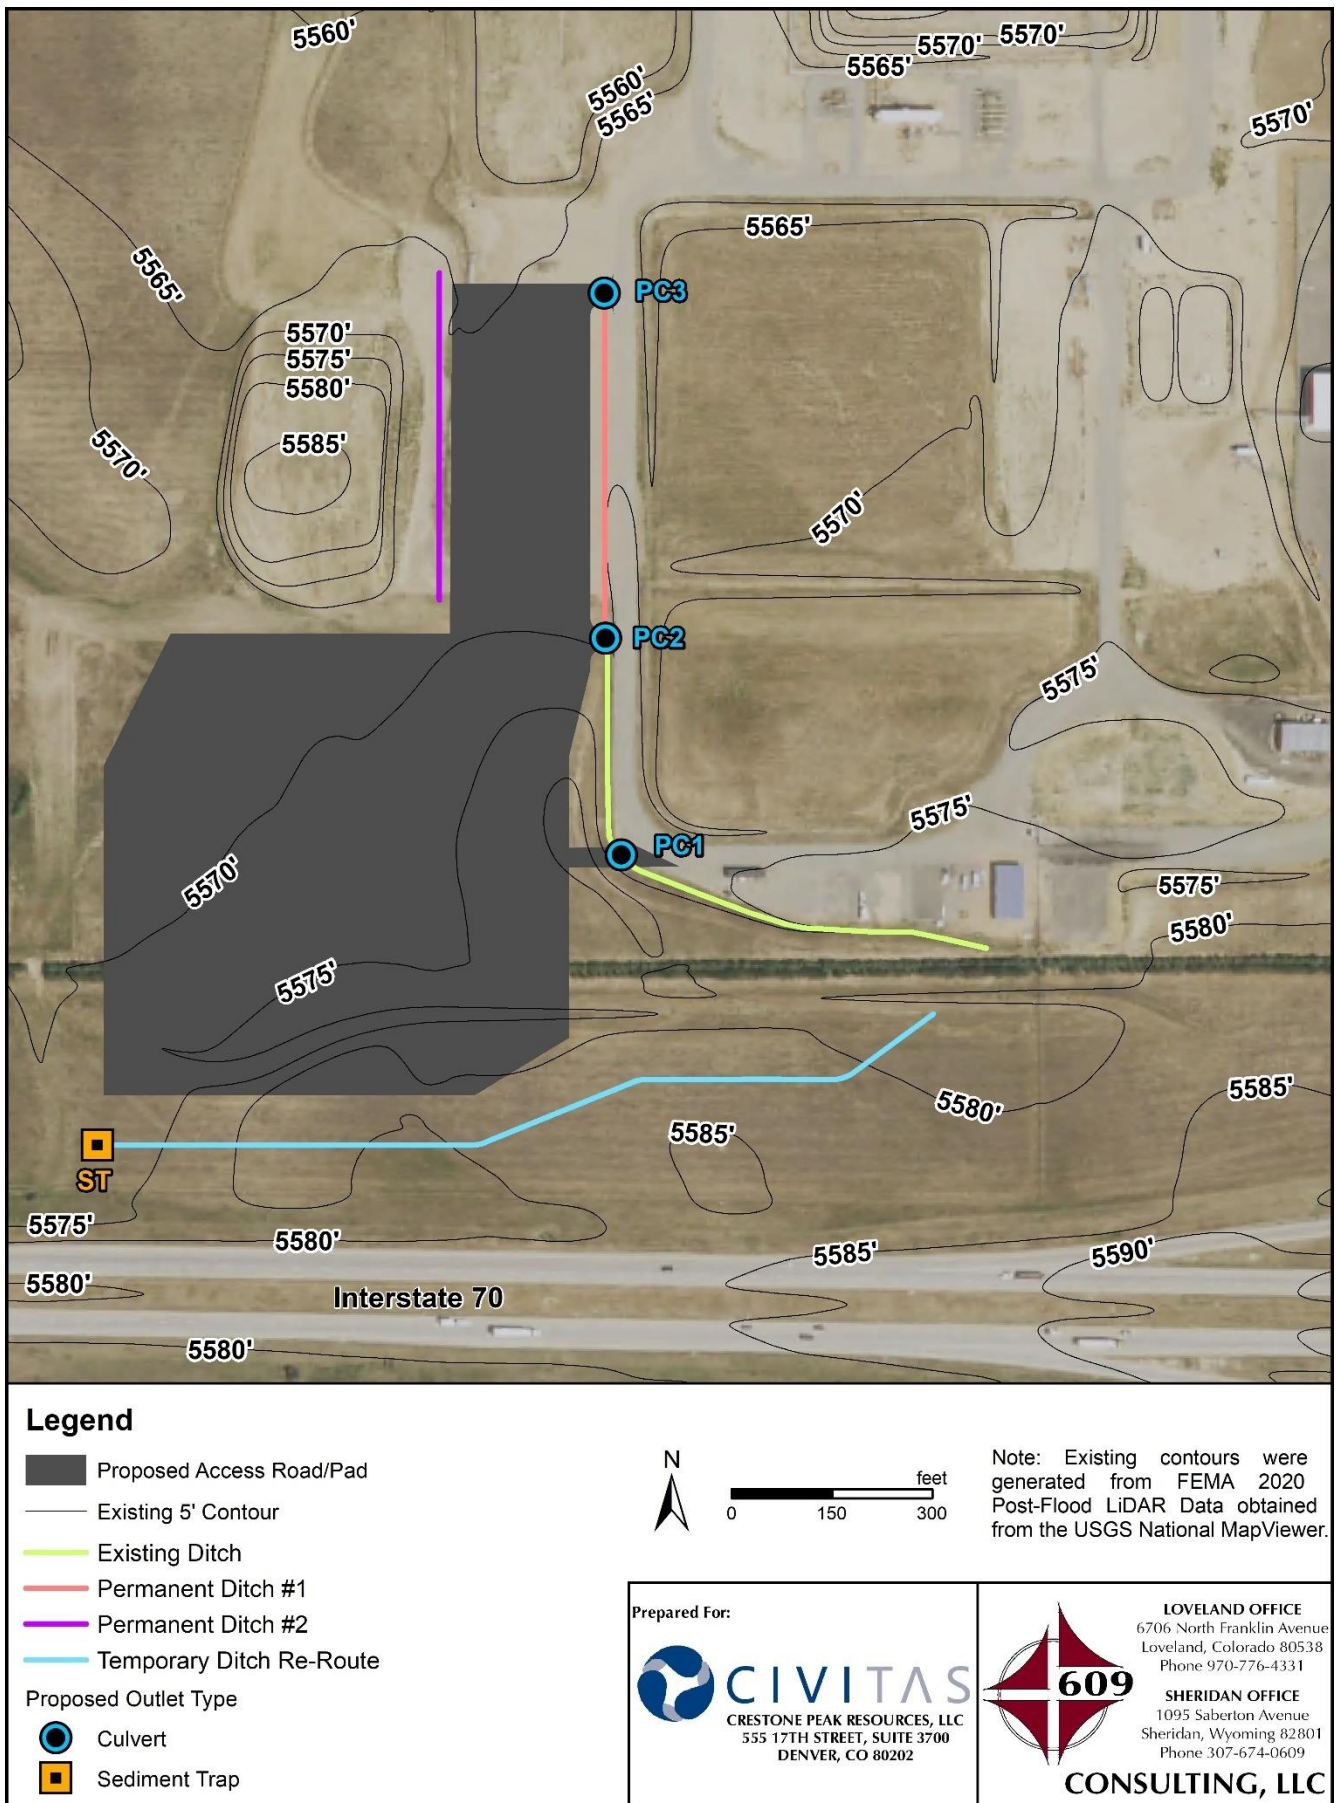 5560'
5570'
5570'
5565'
5560'
5565'
5570'
5565'
5565'
PC3
5570'
5575'
5580'
5585'
5570'
5570'
PC2
5575'
5575'
PC1
5570'
5575'
5580'
5575'
5580'
5585'
5585'
ST
5575'
5580'
5585'
5590'
5580'
Interstate 70
5580'
Legend
Proposed Access Road/Pad
Existing 5' Contour
Existing Ditch
Permanent Ditch #1
Permanent Ditch #2
Temporary Ditch Re-Route
Proposed Outlet Type
Culvert
Sediment Trap
N
feet
0 150 300
Note: Existing contours were
generated from FEMA 2020
Post-Flood LiDAR Data obtained
from the USGS National MapViewer.
Prepared For:
CIVITAS
CRESTONE PEAK RESOURCES, LLC
555 17TH STREET, SUITE 3700
DENVER, CO 80202
609
LOVELAND OFFICE
6706 North Franklin Avenue
Loveland, Colorado 80538
Phone 970-776-4331
SHERIDAN OFFICE
1095 Saberton Avenue
Sheridan, Wyoming 82801
Phone 307-674-0609
CONSULTING, LLC